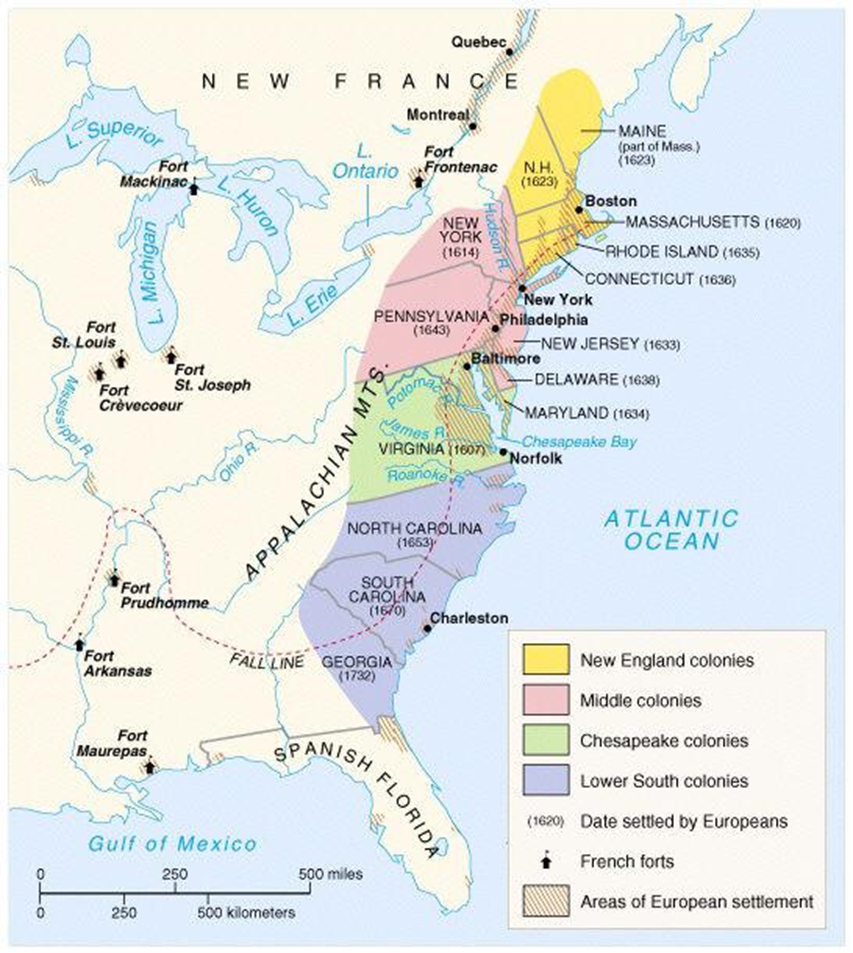 Quebec
NEW FRANCE
Montreal
L. Superior
Fort
Mackinac
L. Huron
L. Michigan
L.
Ontario
Fort
Frontenac
L. Erie
MAINE
(part of Mass.)
(1623)
N.H.
(1623)
Boston
MASSACHUSETTS (1620)
RHODE ISLAND (1635)
CONNECTICUT (1636)
Hudson R.
NEW
YORK
(1614)
New York
PENNSYLVANIA
(1643)
Philadelphia
NEW JERSEY (1633)
Baltimore
DELAWARE (1638)
MARYLAND (1634)
Fort
St. Louis
Fort
Crèvecoeur
Fort
St. Joseph
Mississippi R.
Ohio R.
APPALACHIAN MTS.
Potomac R.
James R.
VIRGINIA (1607)
Roanoke R.
Chesapeake Bay
Norfolk
NORTH CAROLINA
(1653)
SOUTH
CAROLINA
(1670)
Charleston
ATLANTIC
OCEAN
Fort
Prudhomme
Fort
Arkansas
FALL LINE
GEORGIA
(1732)
Fort
Maurepas
SPANISH FLORIDA
Gulf of Mexico
0 250 500 miles
0 250 500 kilometers
New England colonies
Middle colonies
Chesapeake colonies
Lower South colonies
(1620) Date settled by Europeans
French forts
Areas of European settlement